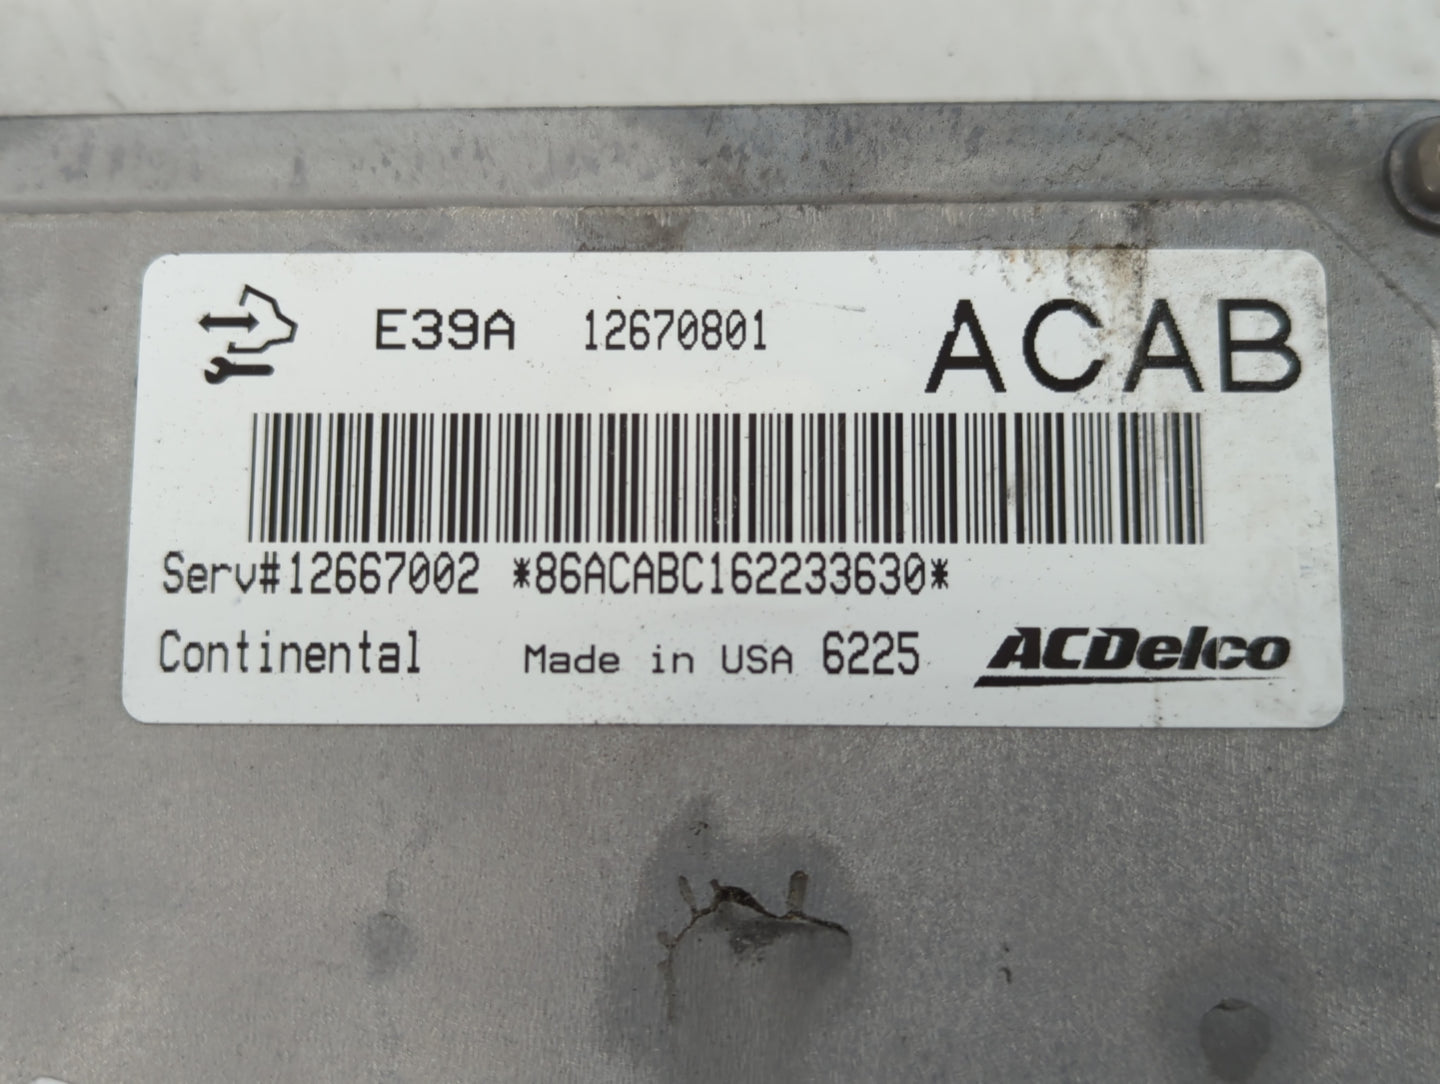 E39A 12670801 ACAB
Serv#12667002 *86ACABC162233630*
Continental Made in USA 6225 ACDelco